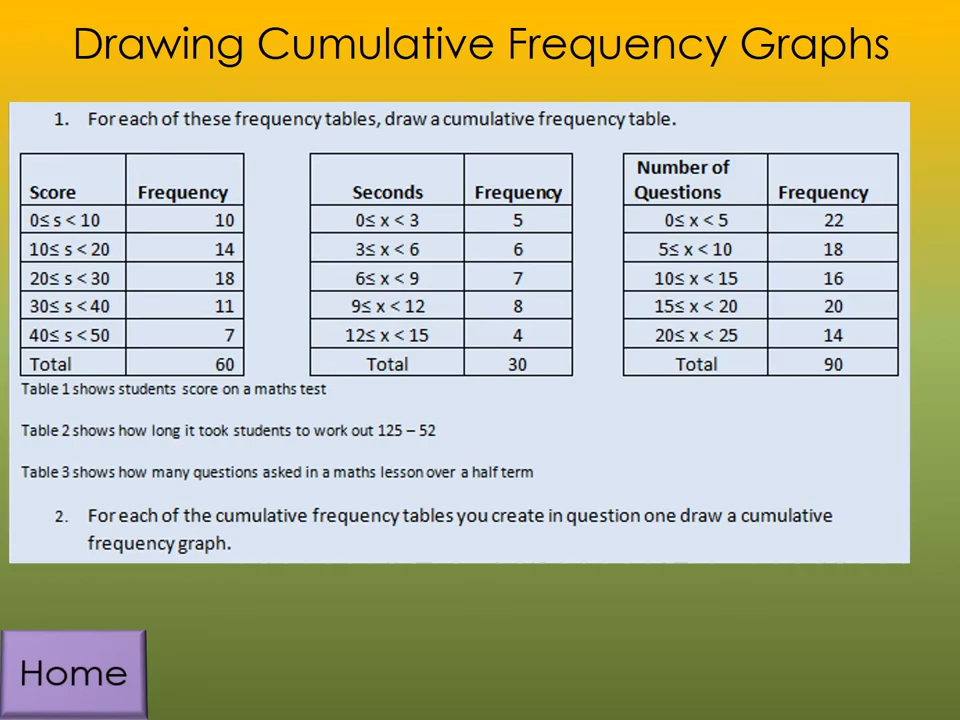 Drawing Cumulative Frequency Graphs
1. For each of these frequency tables, draw a cumulative frequency table.
Score Frequency
0≤ s < 10 10
10≤ s < 20 14
20≤ s < 30 18
30≤ s < 40 11
40≤ s < 50 7
Total 60
Seconds Frequency
0≤ x < 3 5
3≤ x < 6 6
6≤ x < 9 7
9≤ x < 12 8
12≤ x < 15 4
Total 30
Number of
Questions Frequency
0≤ x < 5 22
5≤ x < 10 18
10≤ x < 15 16
15≤ x < 20 20
20≤ x < 25 14
Total 90
Table 1 shows students score on a maths test
Table 2 shows how long it took students to work out 125 – 52
Table 3 shows how many questions asked in a maths lesson over a half term
2. For each of the cumulative frequency tables you create in question one draw a cumulative
frequency graph.
Home